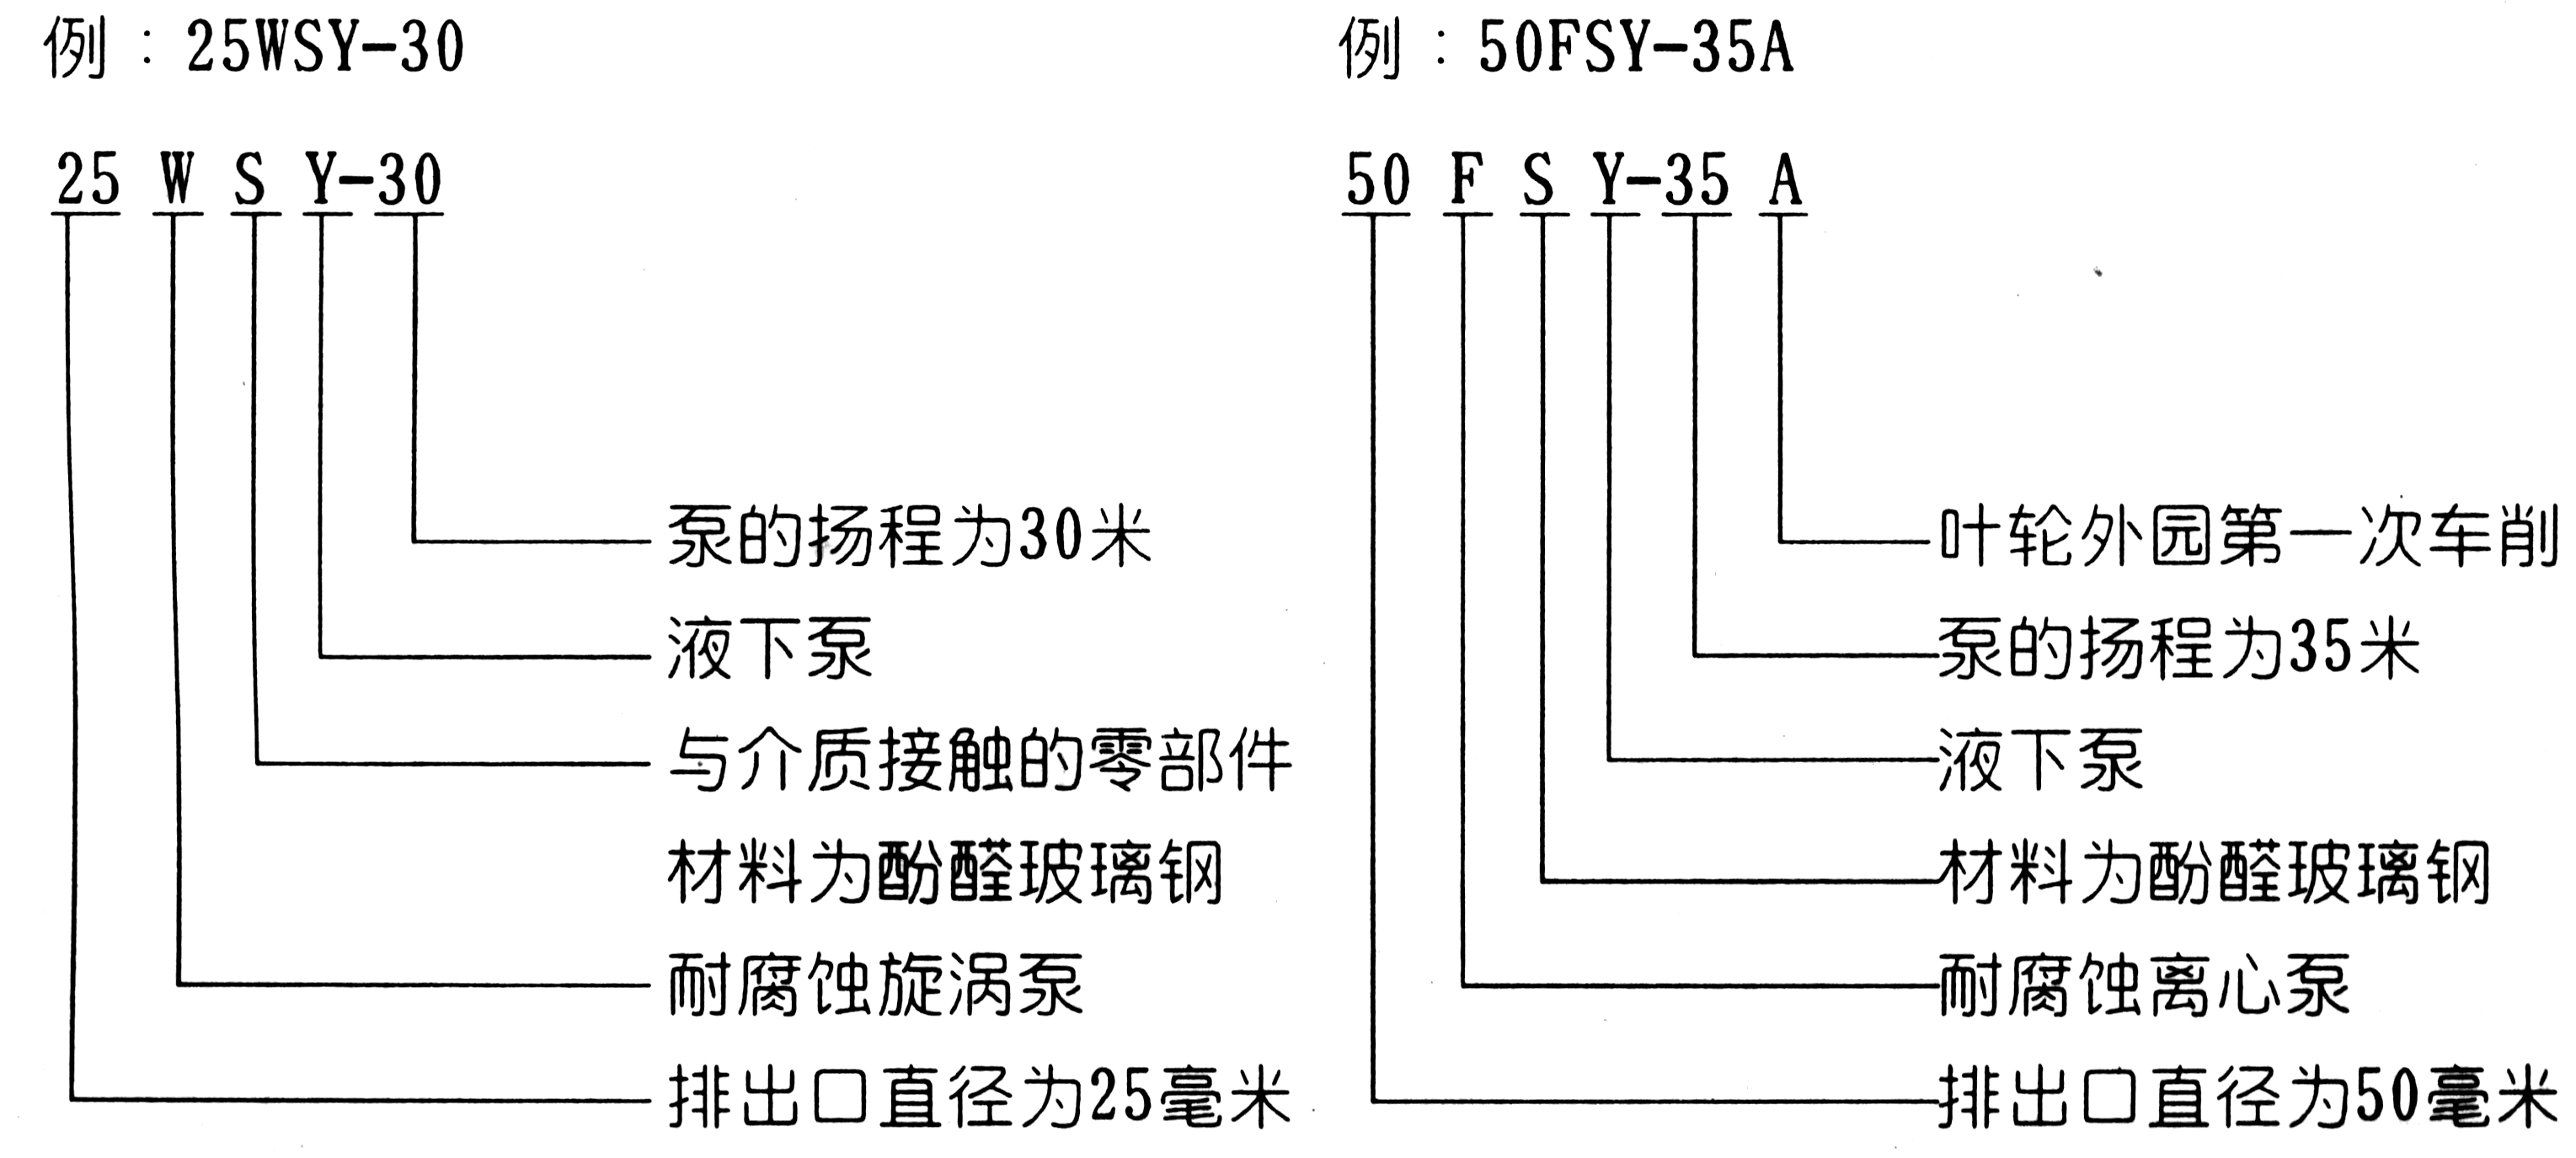 例：25WSY-30
25 W S Y-30
泵的扬程为30米
液下泵
与介质接触的零部件
材料为酚醛玻璃钢
耐腐蚀旋涡泵
排出口直径为25毫米
例：50FSY-35A
50 F S Y-35 A
叶轮外园第一次车削
泵的扬程为35米
液下泵
材料为酚醛玻璃钢
耐腐蚀离心泵
排出口直径为50毫米